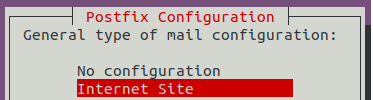 Postfix Configuration
General type of mail configuration:
No configuration
Internet Site